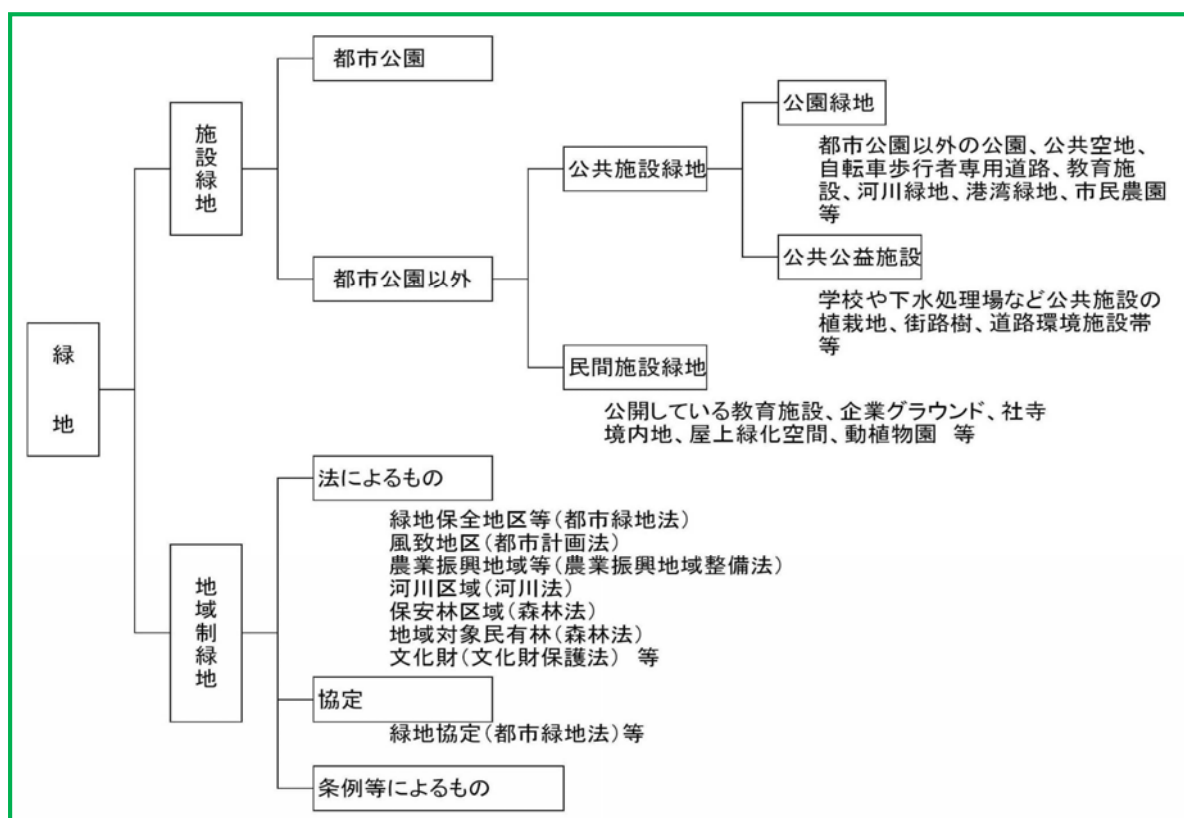 緑地
施設緑地
都市公園
都市公園以外
公共施設緑地
公園緑地
都市公園以外の公園、公共空地、
自転車歩行者専用道路、教育施
設、河川緑地、港湾緑地、市民農園
等
公共公益施設
学校や下水処理場など公共施設の
植栽地、街路樹、道路環境施設帯
等
民間施設緑地
公開している教育施設、企業グラウンド、社寺
境内地、屋上緑化空間、動植物園 等
地域制緑地
法によるもの
緑地保全地区等(都市緑地法)
風致地区(都市計画法)
農業振興地域等(農業振興地域整備法)
河川区域(河川法)
保安林区域(森林法)
地域対象民有林(森林法)
文化財(文化財保護法) 等
協定
緑地協定(都市緑地法)等
条例等によるもの